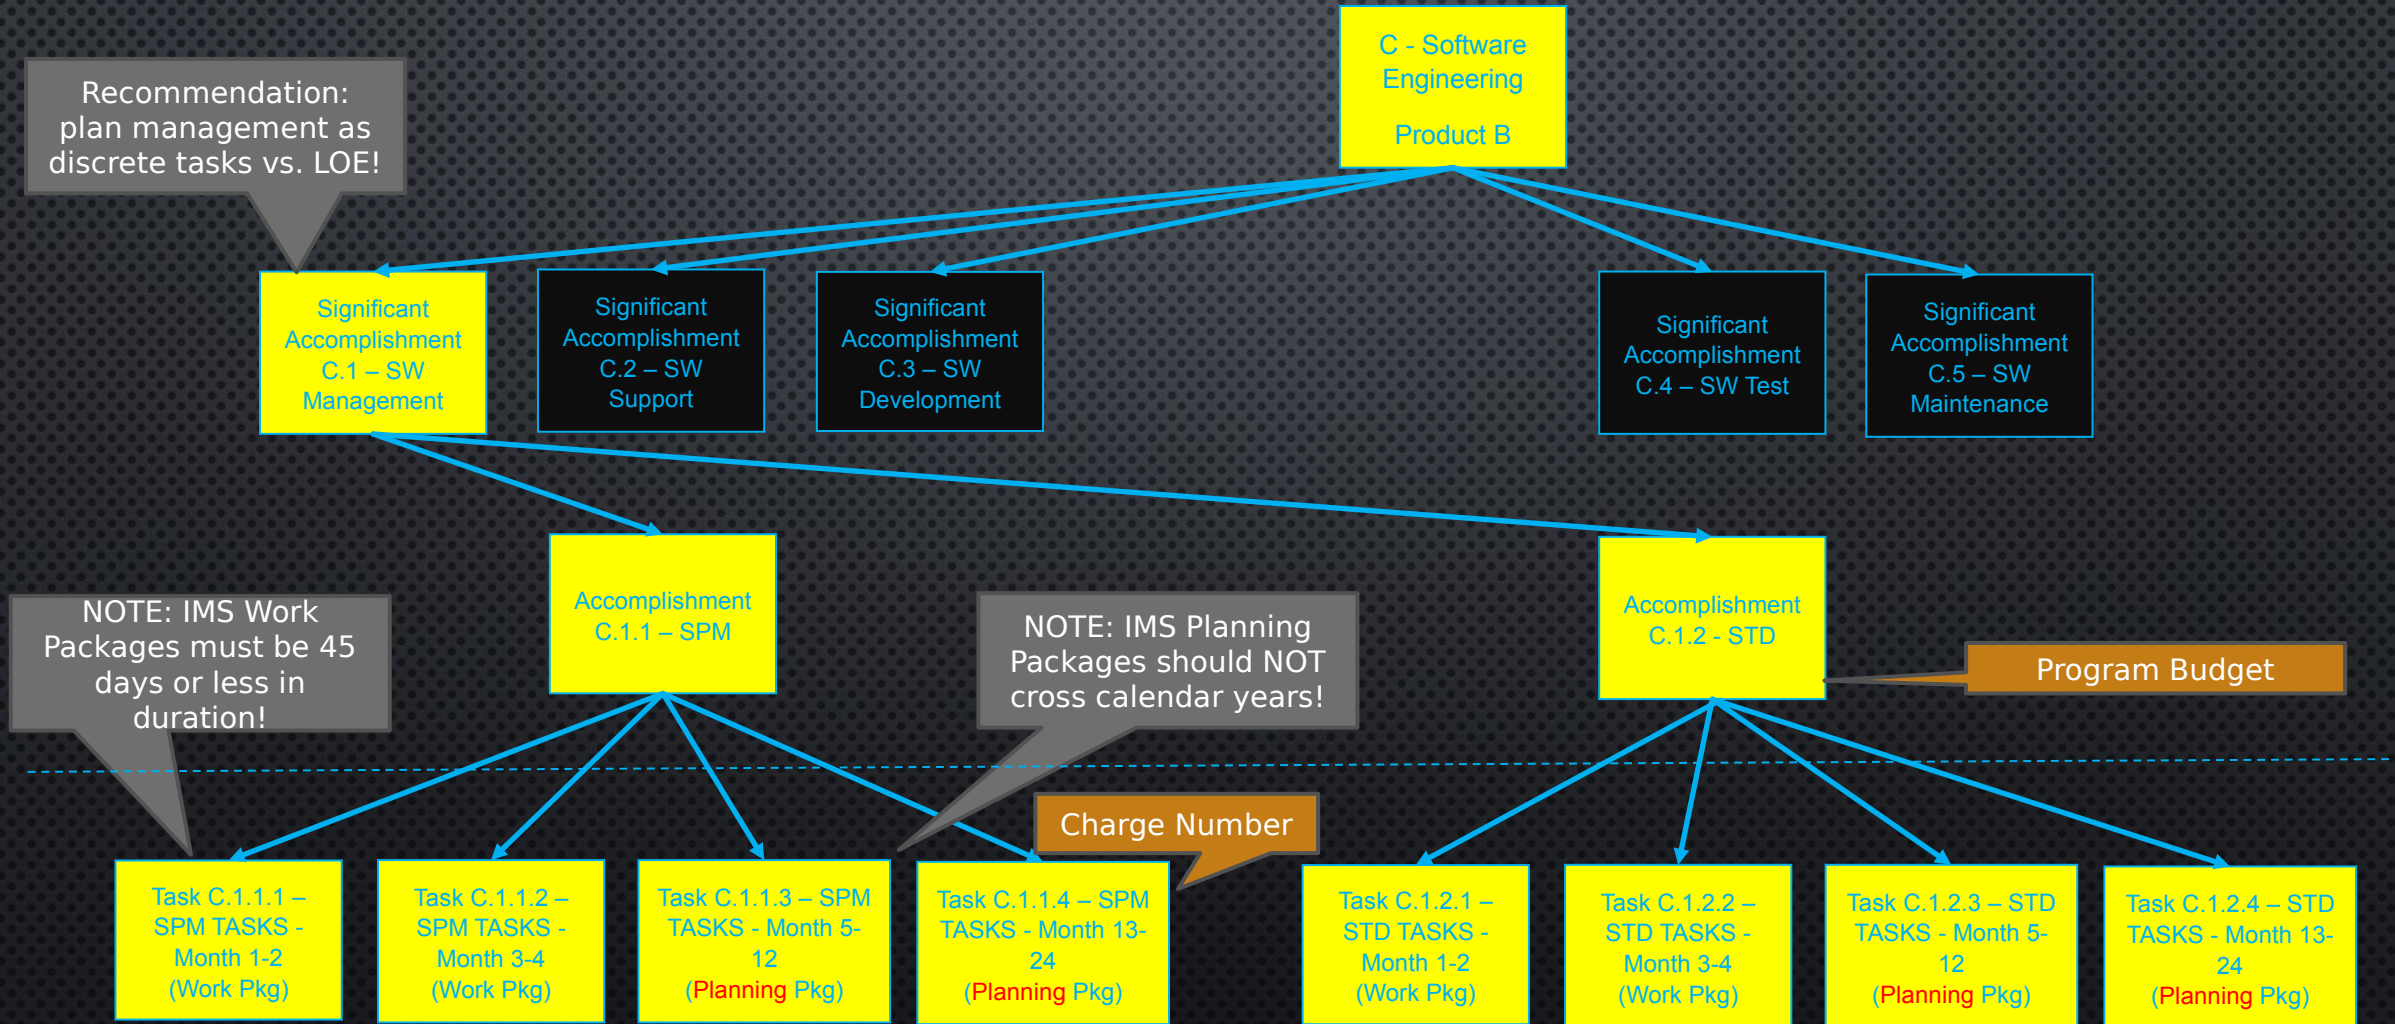 C - Software
Engineering
Product B
Recommendation:
plan management as
discrete tasks vs. LOE!
Significant
Accomplishment
C.1 – SW
Management
Significant
Accomplishment
C.2 – SW
Support
Significant
Accomplishment
C.3 – SW
Development
Significant
Accomplishment
C.4 – SW Test
Significant
Accomplishment
C.5 – SW
Maintenance
NOTE: IMS Work
Packages must be 45
days or less in
duration!
Accomplishment
C.1.1 – SPM
NOTE: IMS Planning
Packages should NOT
cross calendar years!
Accomplishment
C.1.2 - STD
Program Budget
Charge Number
Task C.1.1.1 –
SPM TASKS -
Month 1-2
(Work Pkg)
Task C.1.1.2 –
SPM TASKS -
Month 3-4
(Work Pkg)
Task C.1.1.3 – SPM
TASKS - Month 5-
12
(Planning Pkg)
Task C.1.1.4 – SPM
TASKS - Month 13-
24
(Planning Pkg)
Task C.1.2.1 –
STD TASKS -
Month 1-2
(Work Pkg)
Task C.1.2.2 –
STD TASKS -
Month 3-4
(Work Pkg)
Task C.1.2.3 – STD
TASKS - Month 5-
12
(Planning Pkg)
Task C.1.2.4 – STD
TASKS - Month 13-
24
(Planning Pkg)